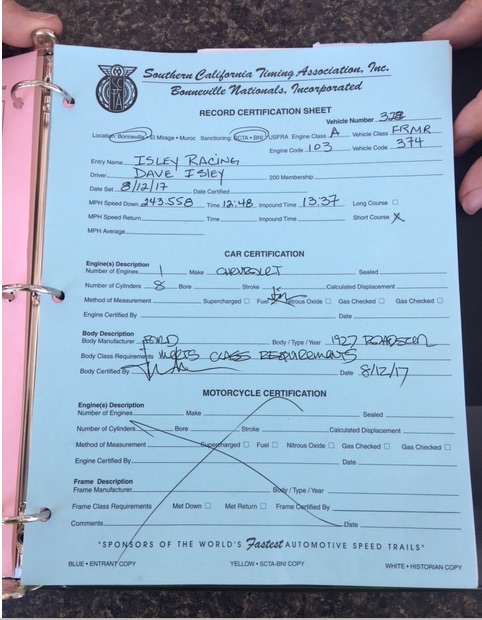 Southern California Timing Association, Inc.
Bonneville Nationals, Incorporated
SCTA
RECORD CERTIFICATION SHEET
Vehicle Number 328
Location: Bonneville • El Mirage • Muroc Sanctioning: SCTA • BNI USFRA Engine Class A Vehicle Class FRMR
Engine Code 103 Vehicle Code 374
Entry Name ISLEY RACING
Driver DAVE ISLEY 200 Membership
Date Set 8/12/17 Date Certified
MPH Speed Down 243.558 Time 12:48 Impound Time 13:37 Long Course □
MPH Speed Return Time Impound Time Short Course X
MPH Average
CAR CERTIFICATION
Engine(s) Description
Number of Engines 1 Make CHEVROLET Sealed
Number of Cylinders 8 Bore Stroke Calculated Displacement
Method of Measurement Supercharged □ Fuel Nitrous Oxide □ Gas Checked □ Gas Checked □
Engine Certified By Date
Body Description
Body Manufacturer FORD Body / Type / Year 1927 ROADSTER
Body Class Requirements MEETS CLASS REQUIREMENTS
Body Certified By Date 8/12/17
MOTORCYCLE CERTIFICATION
Engine(s) Description
Number of Engines Make Sealed
Number of Cylinders Bore Stroke Calculated Displacement
Method of Measurement Supercharged □ Fuel □ Nitrous Oxide □ Gas Checked □ Gas Checked □
Engine Certified By Date
Frame Description
Frame Manufacturer Body / Type / Year
Frame Class Requirements Met Down □ Met Return □ Frame Certified By
Comments Date
"SPONSORS OF THE WORLD'S Fastest AUTOMOTIVE SPEED TRAILS"
BLUE • ENTRANT COPY YELLOW • SCTA-BNI COPY WHITE • HISTORIAN COPY